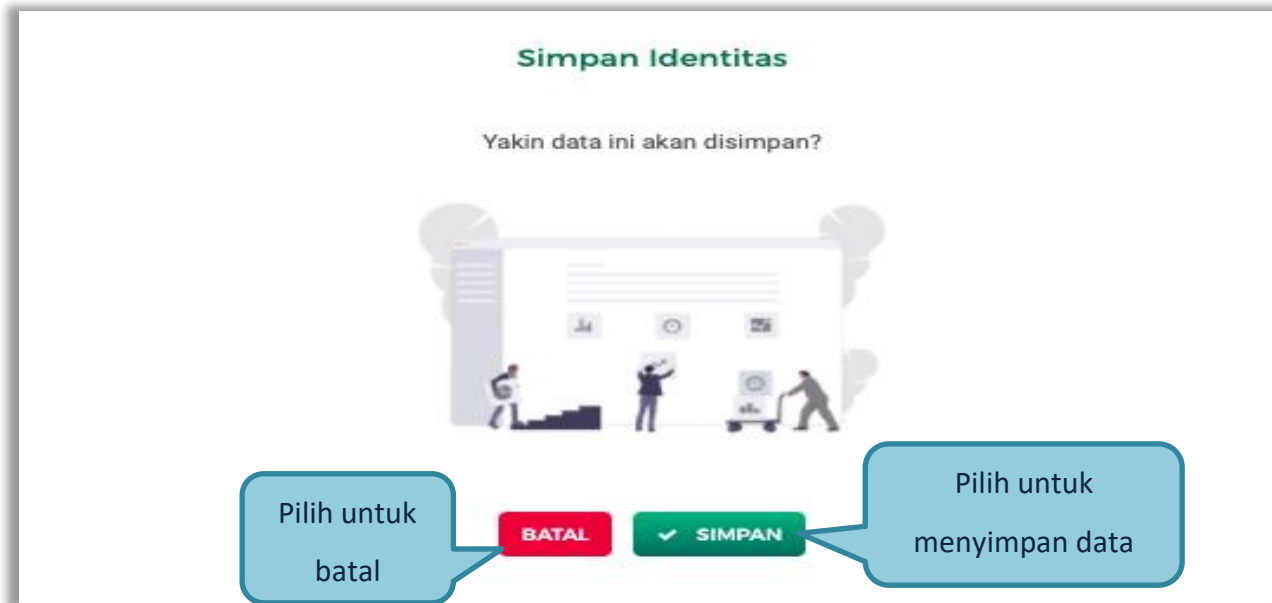 Simpan Identitas
Yakin data ini akan disimpan?
Pilih untuk
batal
BATAL
SIMPAN
Pilih untuk
menyimpan data